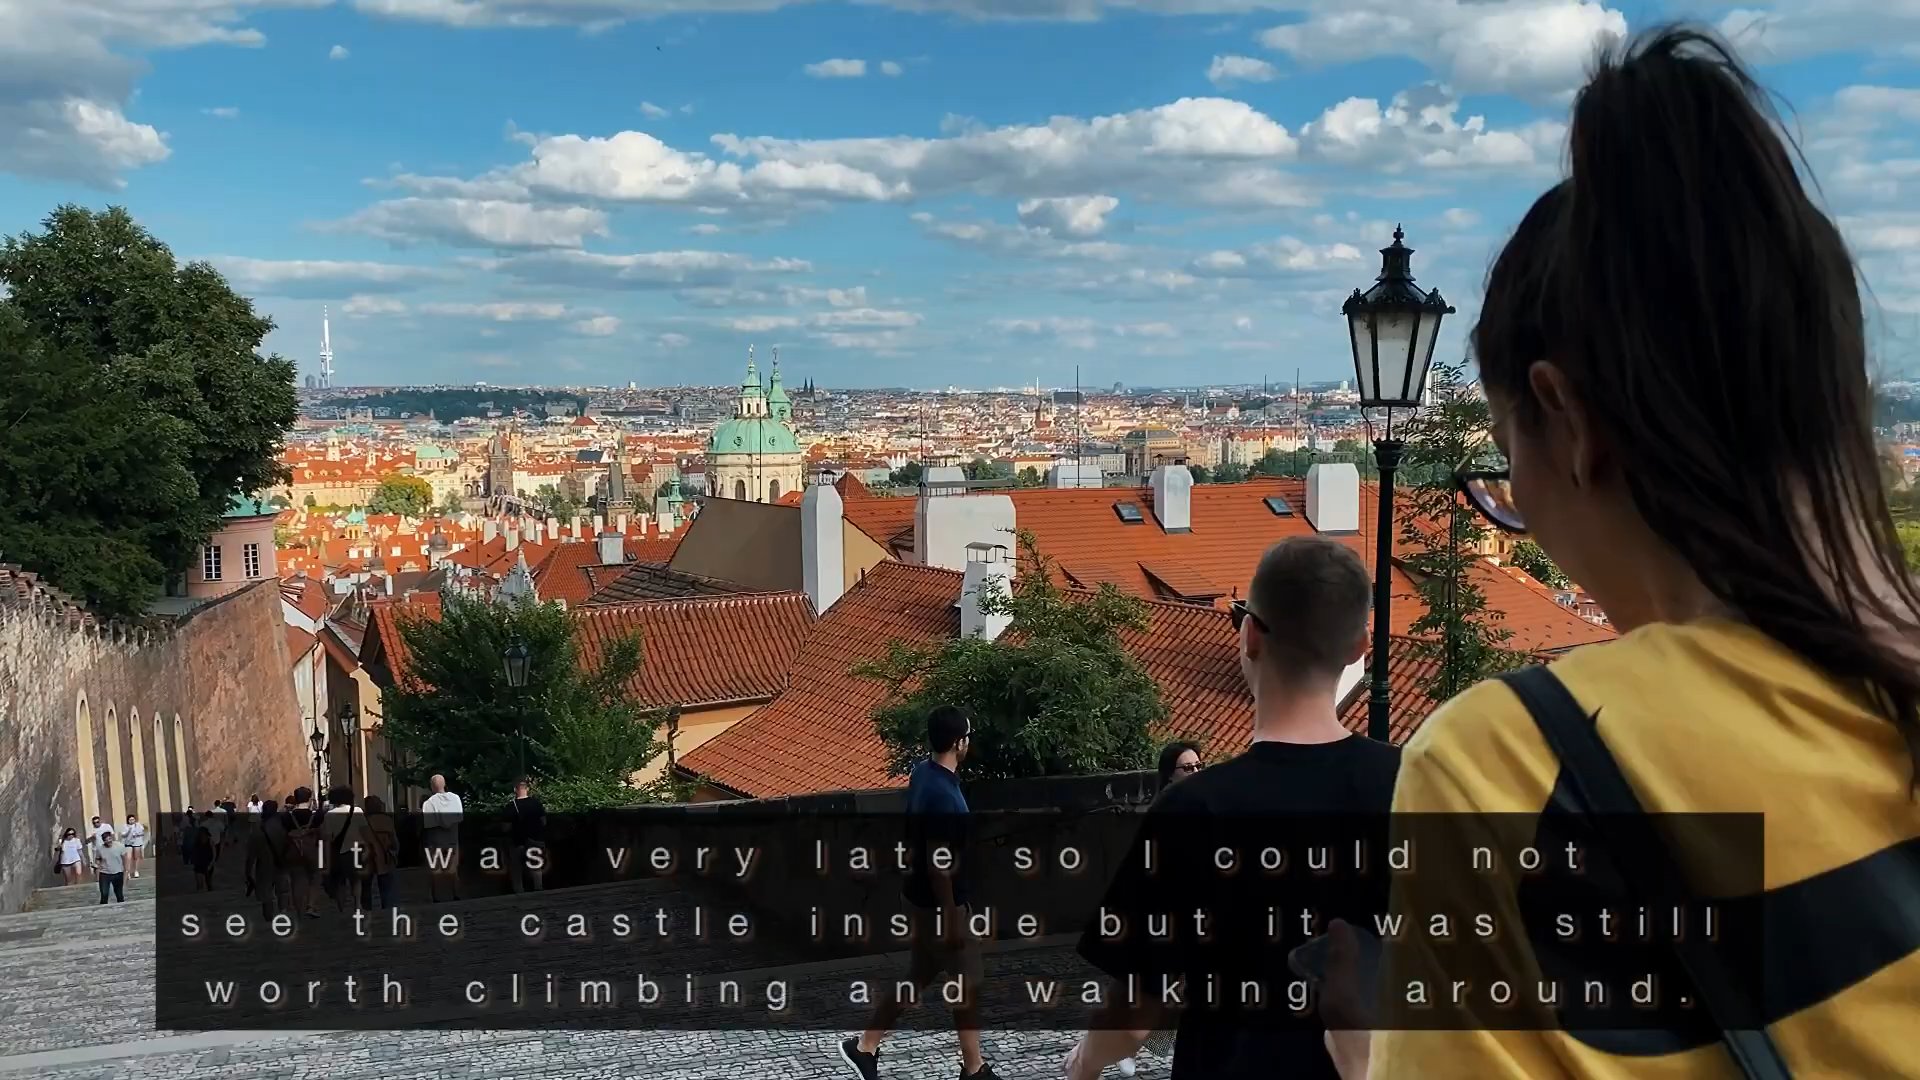 It was very late so I could not
see the castle inside but it was still
worth climbing and walking around.